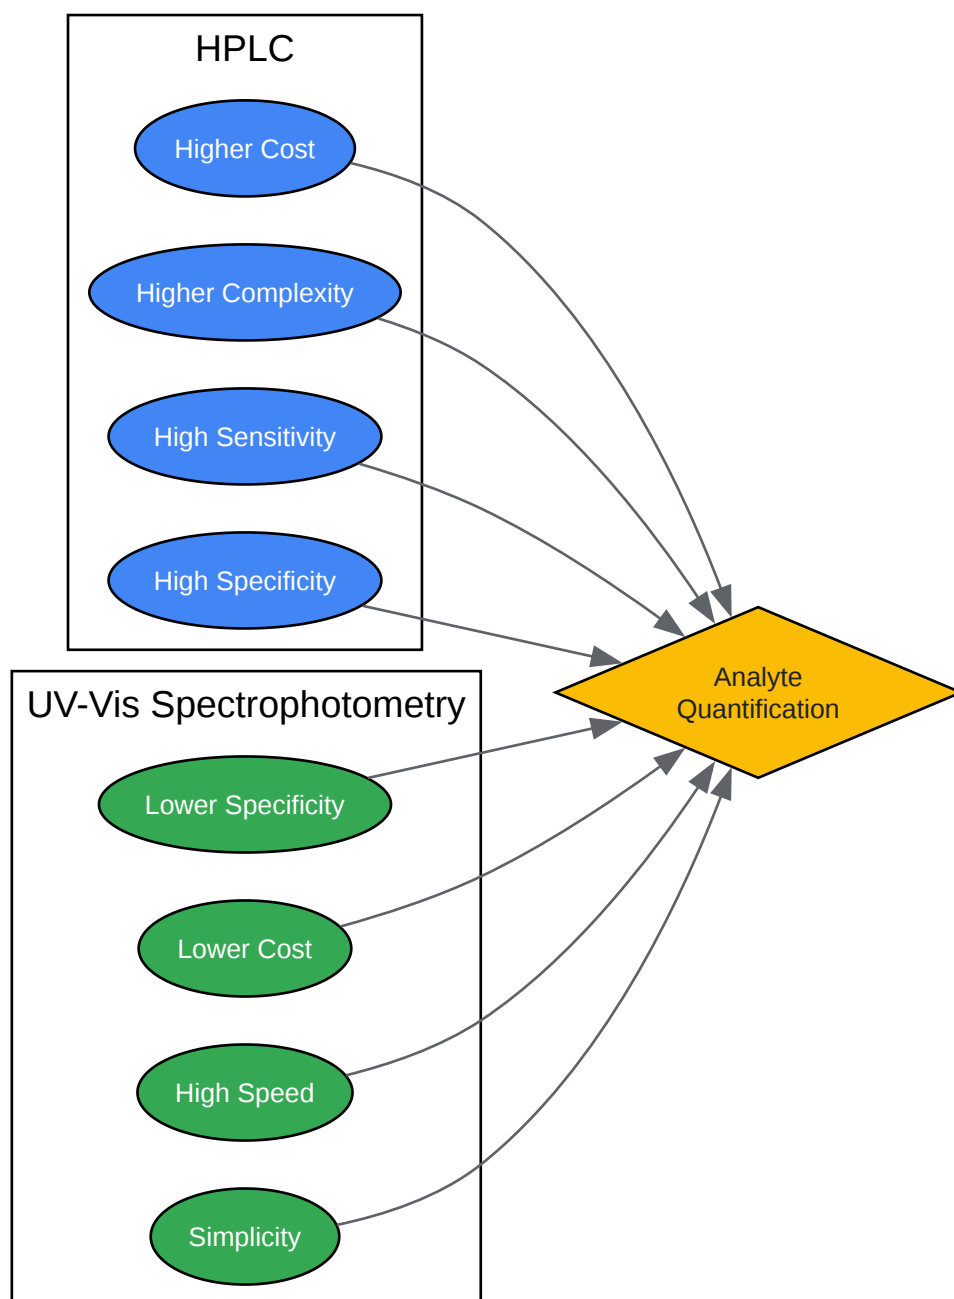 HPLC
Higher Cost
Higher Complexity
High Sensitivity
High Specificity
UV-Vis Spectrophotometry
Lower Specificity
Lower Cost
High Speed
Simplicity
Analyte
Quantification